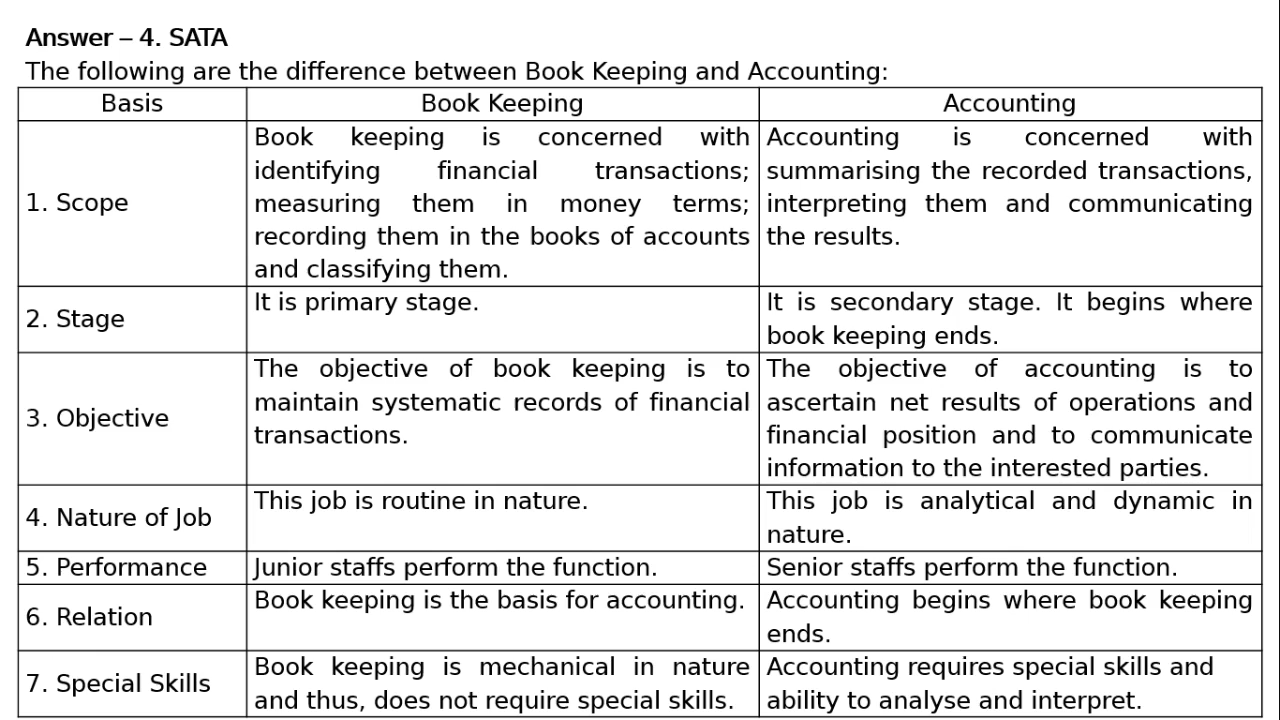 Answer – 4. SATA
The following are the difference between Book Keeping and Accounting:
Basis
Book Keeping
Accounting
1. Scope
Book keeping is concerned with
identifying financial transactions;
measuring them in money terms;
recording them in the books of accounts
and classifying them.
Accounting is concerned with
summarising the recorded transactions,
interpreting them and communicating
the results.
2. Stage
It is primary stage.
It is secondary stage. It begins where
book keeping ends.
3. Objective
The objective of book keeping is to
maintain systematic records of financial
transactions.
The objective of accounting is to
ascertain net results of operations and
financial position and to communicate
information to the interested parties.
4. Nature of Job
This job is routine in nature.
This job is analytical and dynamic in
nature.
5. Performance
Junior staffs perform the function.
Senior staffs perform the function.
6. Relation
Book keeping is the basis for accounting.
Accounting begins where book keeping
ends.
7. Special Skills
Book keeping is mechanical in nature
and thus, does not require special skills.
Accounting requires special skills and
ability to analyse and interpret.